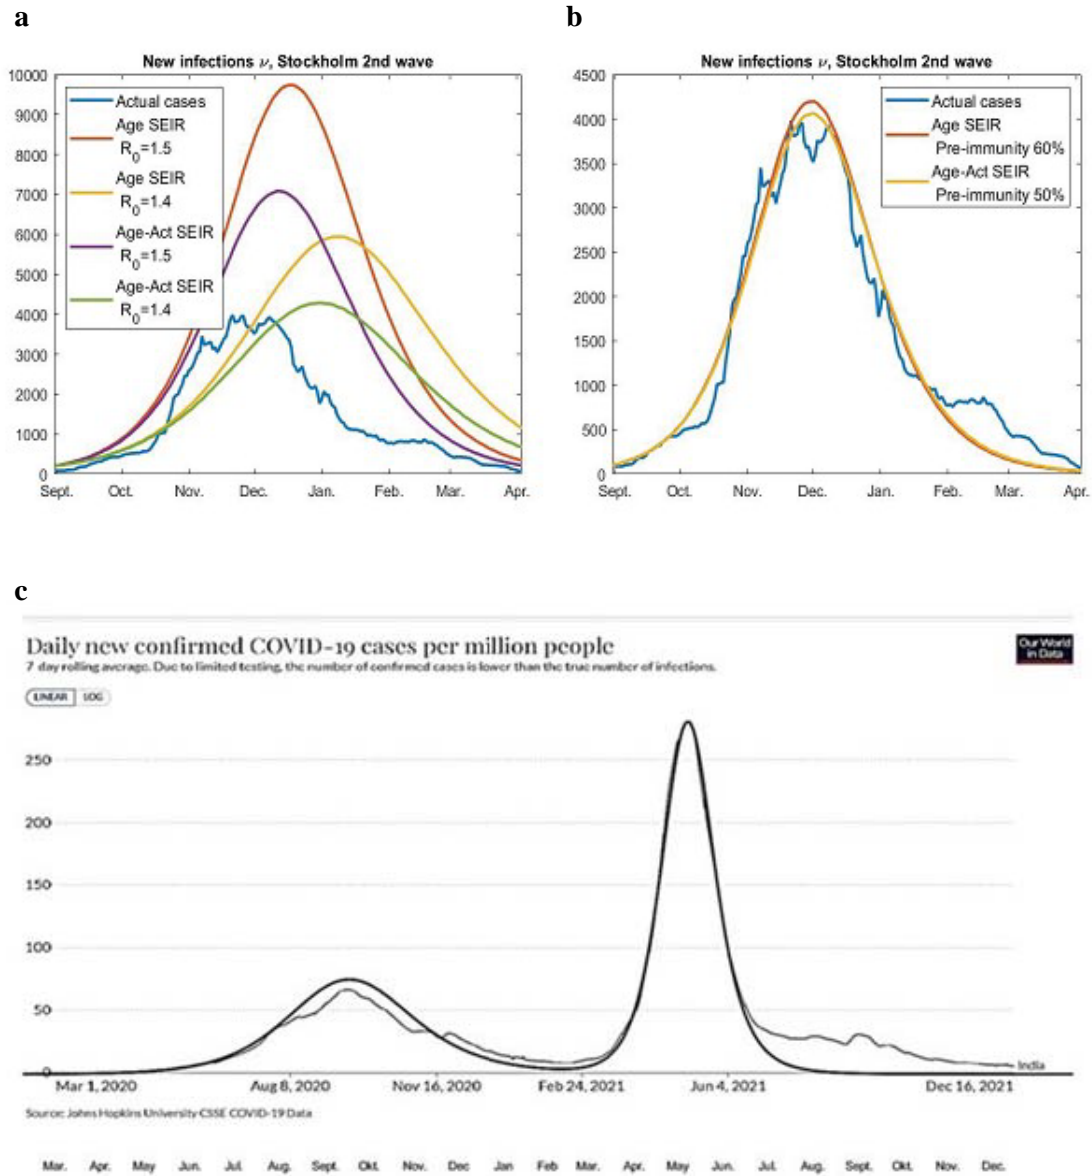 a
New infections ν, Stockholm 2nd wave
10000
9000
8000
7000
6000
5000
4000
3000
2000
1000
0
Actual cases
Age SEIR
R0=1.5
Age SEIR
R0=1.4
Age-Act SEIR
R0=1.5
Age-Act SEIR
R0=1.4
Sept. Oct. Nov. Dec. Jan. Feb. Mar. Apr.
b
New infections ν, Stockholm 2nd wave
4500
4000
3500
3000
2500
2000
1500
1000
500
0
Actual cases
Age SEIR
Pre-immunity 60%
Age-Act SEIR
Pre-immunity 50%
Sept. Oct. Nov. Dec. Jan. Feb. Mar. Apr.
c
Daily new confirmed COVID-19 cases per million people
7 day rolling average. Due to limited testing, the number of confirmed cases is lower than the true number of infections.
Our World
in Data
LINEAR LOG
250
200
150
100
50
0
India
Mar 1, 2020 Aug 8, 2020 Nov 16, 2020 Feb 24, 2021 Jun 4, 2021 Dec 16, 2021
Source: Johns Hopkins University CSSE COVID-19 Data
Mar. Apr. May Jun. Jul. Aug. Sept. Okt. Nov. Dec Jan Feb Mar. Apr. May Jun. Jul. Aug. Sept. Okt. Nov. Dec.